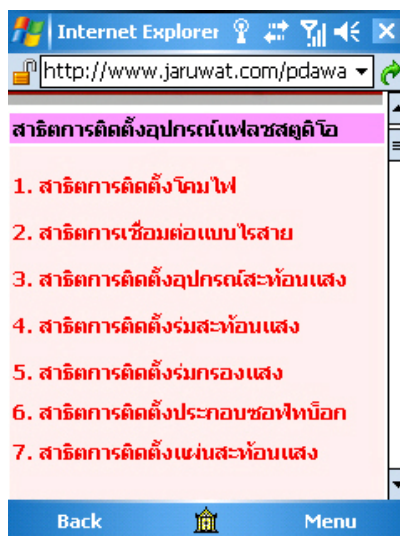 Internet Explorer
http://www.jaruwat.com/pdawa
สาธิตการติดตั้งอุปกรณ์แฟลซสตูดิโอ
1. สาธิตการติดตั้งโคมไฟ
2. สาธิตการเชื่อมต่อแบบไร้สาย
3. สาธิตการติดตั้งอุปกรณ์สะท้อนแสง
4. สาธิตการติดตั้งร่มสะท้อนแสง
5. สาธิตการติดตั้งร่มกรองแสง
6. สาธิตการติดตั้งประกอบซอฟท์บ็อก
7. สาธิตการติดตั้งแผ่นสะท้อนแสง
Back Menu